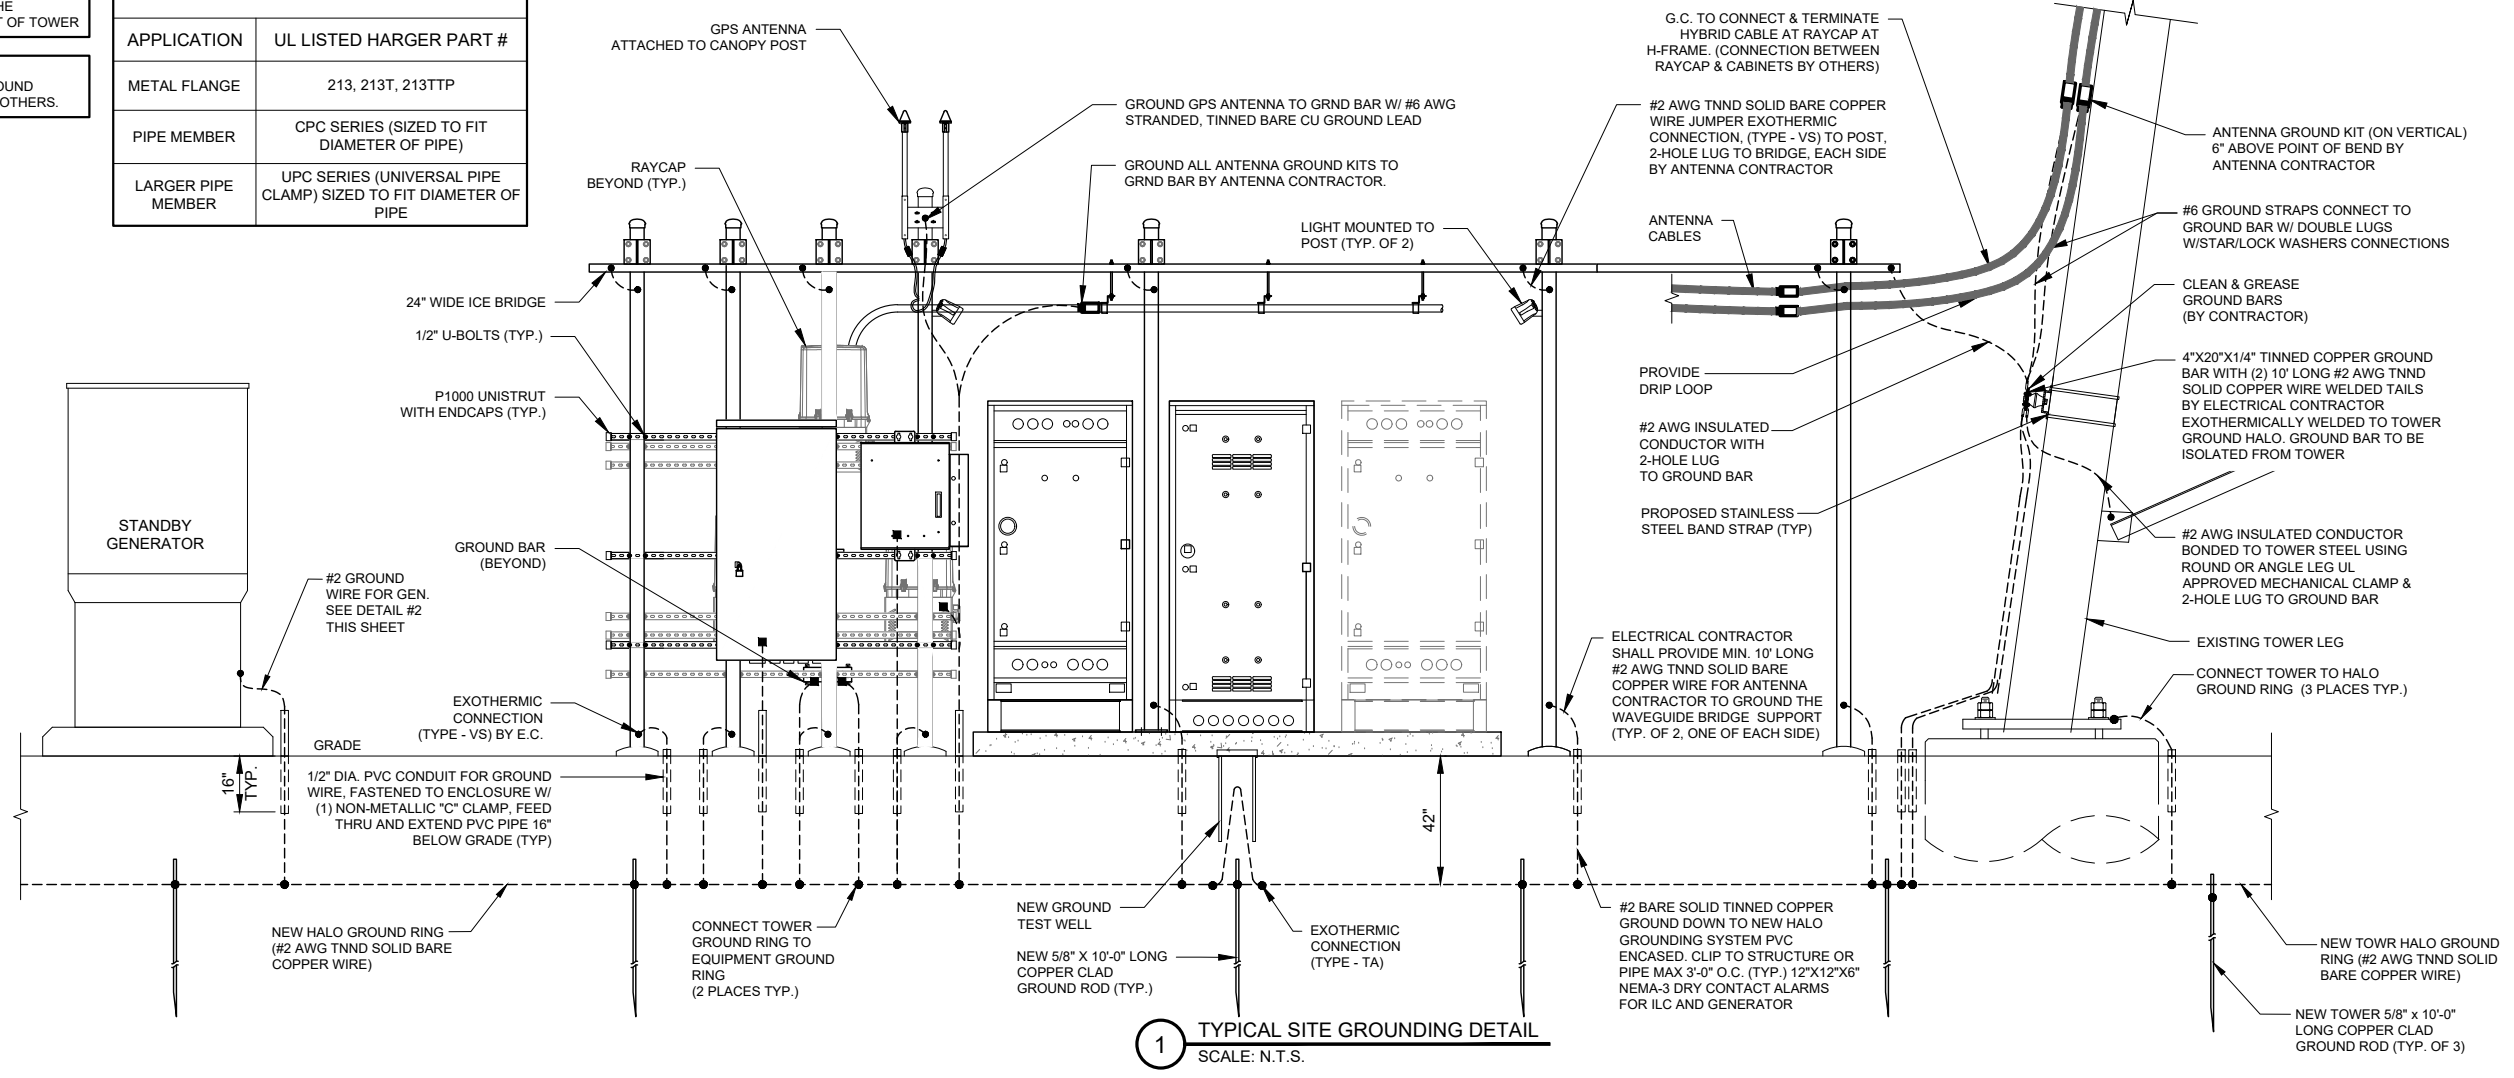 HE
T OF TOWER
OUND
OTHERS.
APPLICATION
UL LISTED HARGER PART #
METAL FLANGE
213, 213T, 213TTP
PIPE MEMBER
CPC SERIES (SIZED TO FIT
DIAMETER OF PIPE)
LARGER PIPE
MEMBER
UPC SERIES (UNIVERSAL PIPE
CLAMP) SIZED TO FIT DIAMETER OF
PIPE
GPS ANTENNA
ATTACHED TO CANOPY POST
RAYCAP
BEYOND (TYP.)
GROUND GPS ANTENNA TO GRND BAR W/ #6 AWG
STRANDED, TINNED BARE CU GROUND LEAD
GROUND ALL ANTENNA GROUND KITS TO
GRND BAR BY ANTENNA CONTRACTOR.
LIGHT MOUNTED TO
POST (TYP. OF 2)
G.C. TO CONNECT & TERMINATE
HYBRID CABLE AT RAYCAP AT
H-FRAME. (CONNECTION BETWEEN
RAYCAP & CABINETS BY OTHERS)
#2 AWG TNND SOLID BARE COPPER
WIRE JUMPER EXOTHERMIC
CONNECTION, (TYPE - VS) TO POST,
2-HOLE LUG TO BRIDGE, EACH SIDE
BY ANTENNA CONTRACTOR
ANTENNA
CABLES
ANTENNA GROUND KIT (ON VERTICAL)
6" ABOVE POINT OF BEND BY
ANTENNA CONTRACTOR
#6 GROUND STRAPS CONNECT TO
GROUND BAR W/ DOUBLE LUGS
W/STAR/LOCK WASHERS CONNECTIONS
CLEAN & GREASE
GROUND BARS
(BY CONTRACTOR)
4"X20"X1/4" TINNED COPPER GROUND
BAR WITH (2) 10' LONG #2 AWG TNND
SOLID COPPER WIRE WELDED TAILS
BY ELECTRICAL CONTRACTOR
EXOTHERMICALLY WELDED TO TOWER
GROUND HALO. GROUND BAR TO BE
ISOLATED FROM TOWER
24" WIDE ICE BRIDGE
1/2" U-BOLTS (TYP.)
P1000 UNISTRUT
WITH ENDCAPS (TYP.)
PROVIDE
DRIP LOOP
#2 AWG INSULATED
CONDUCTOR WITH
2-HOLE LUG
TO GROUND BAR
PROPOSED STAINLESS
STEEL BAND STRAP (TYP)
#2 AWG INSULATED CONDUCTOR
BONDED TO TOWER STEEL USING
ROUND OR ANGLE LEG UL
APPROVED MECHANICAL CLAMP &
2-HOLE LUG TO GROUND BAR
STANDBY
GENERATOR
GROUND BAR
(BEYOND)
#2 GROUND
WIRE FOR GEN.
SEE DETAIL #2
THIS SHEET
EXISTING TOWER LEG
CONNECT TOWER TO HALO
GROUND RING (3 PLACES TYP.)
ELECTRICAL CONTRACTOR
SHALL PROVIDE MIN. 10' LONG
#2 AWG TNND SOLID BARE
COPPER WIRE FOR ANTENNA
CONTRACTOR TO GROUND THE
WAVEGUIDE BRIDGE SUPPORT
(TYP. OF 2, ONE OF EACH SIDE)
EXOTHERMIC
CONNECTION
(TYPE - VS) BY E.C.
GRADE
16"
TYP.
1/2" DIA. PVC CONDUIT FOR GROUND
WIRE, FASTENED TO ENCLOSURE W/
(1) NON-METALLIC "C" CLAMP, FEED
THRU AND EXTEND PVC PIPE 16"
BELOW GRADE (TYP)
42"
NEW HALO GROUND RING
(#2 AWG TNND SOLID BARE
COPPER WIRE)
CONNECT TOWER
GROUND RING TO
EQUIPMENT GROUND
RING
(2 PLACES TYP.)
NEW GROUND
TEST WELL
NEW 5/8" X 10'-0" LONG
COPPER CLAD
GROUND ROD (TYP.)
EXOTHERMIC
CONNECTION
(TYPE - TA)
#2 BARE SOLID TINNED COPPER
GROUND DOWN TO NEW HALO
GROUNDING SYSTEM PVC
ENCASED. CLIP TO STRUCTURE OR
PIPE MAX 3'-0" O.C. (TYP.) 12"X12"X6"
NEMA-3 DRY CONTACT ALARMS
FOR ILC AND GENERATOR
NEW TOWR HALO GROUND
RING (#2 AWG TNND SOLID
BARE COPPER WIRE)
NEW TOWER 5/8" x 10'-0"
LONG COPPER CLAD
GROUND ROD (TYP. OF 3)
1
TYPICAL SITE GROUNDING DETAIL
SCALE: N.T.S.